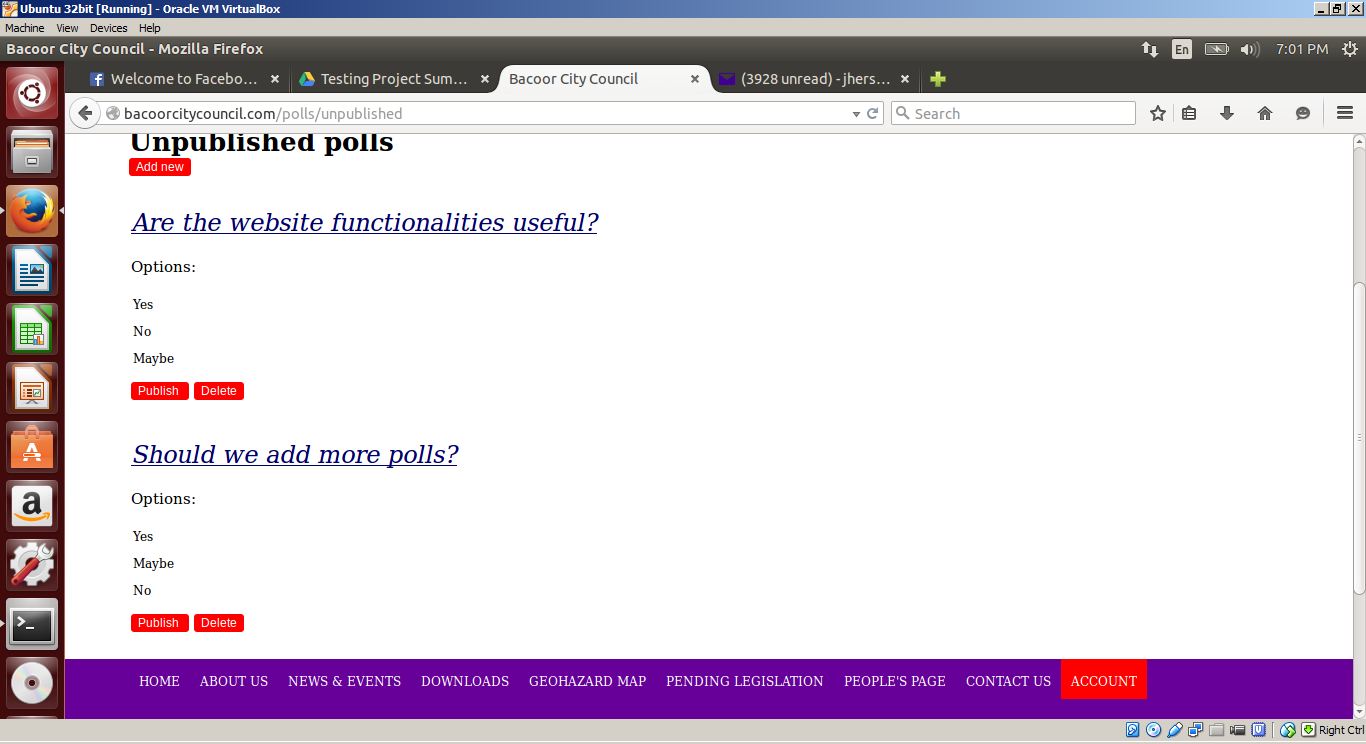 Ubuntu 32bit [Running] - Oracle VM VirtualBox
Machine View Devices Help
Bacoor City Council - Mozilla Firefox
En 7:01 PM
Welcome to Facebo... Testing Project Sum... Bacoor City Council (3928 unread) - jhers...
bacoorcitycouncil.com/polls/unpublished Search
Unpublished polls
Add new
Are the website functionalities useful?
Options:
Yes
No
Maybe
Publish Delete
Should we add more polls?
Options:
Yes
Maybe
No
Publish Delete
HOME ABOUT US NEWS & EVENTS DOWNLOADS GEOHAZARD MAP PENDING LEGISLATION PEOPLE'S PAGE CONTACT US ACCOUNT
Right Ctrl